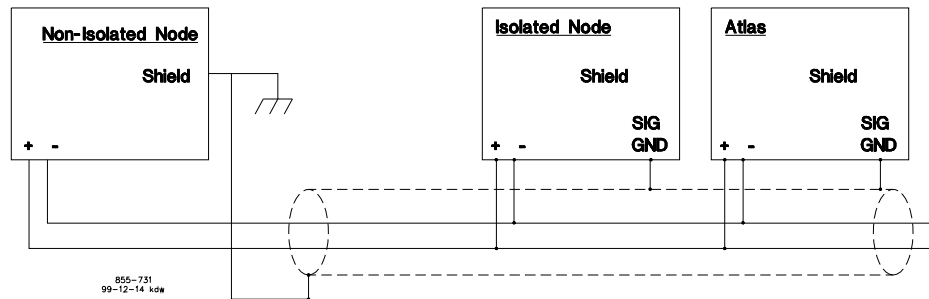 Non-Isolated Node
Shield
+ -
Isolated Node
Shield
SIG
+ - GND
Atlas
Shield
SIG
+ - GND
855-731
99-12-14 kdw